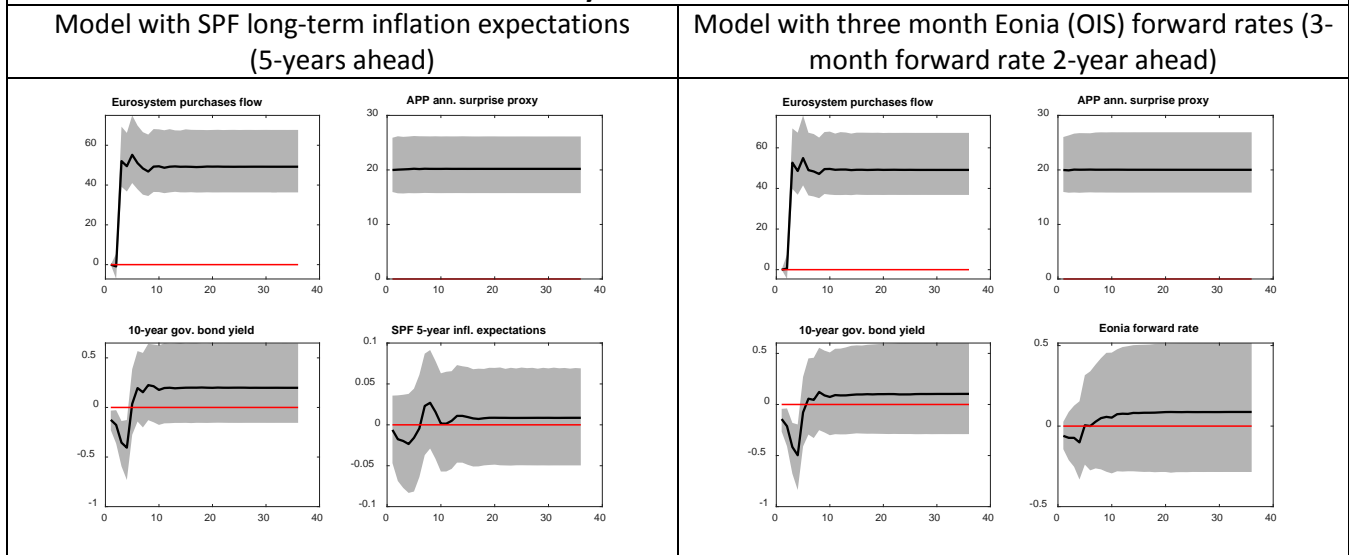 Model with SPF long-term inflation expectations
(5-years ahead)
Model with three month Eonia (OIS) forward rates (3-
month forward rate 2-year ahead)
Eurosystem purchases flow
60
40
20
0
0 10 20 30 40
APP ann. surprise proxy
30
20
10
0
0 10 20 30 40
10-year gov. bond yield
0.5
0
-0.5
-1
0 10 20 30 40
SPF 5-year infl. expectations
0.1
0.05
0
-0.05
-0.1
0 10 20 30 40
Eurosystem purchases flow
60
40
20
0
0 10 20 30 40
APP ann. surprise proxy
30
20
10
0
0 10 20 30 40
10-year gov. bond yield
0.5
0
-0.5
-1
0 10 20 30 40
Eonia forward rate
0.5
0
-0.5
0 10 20 30 40